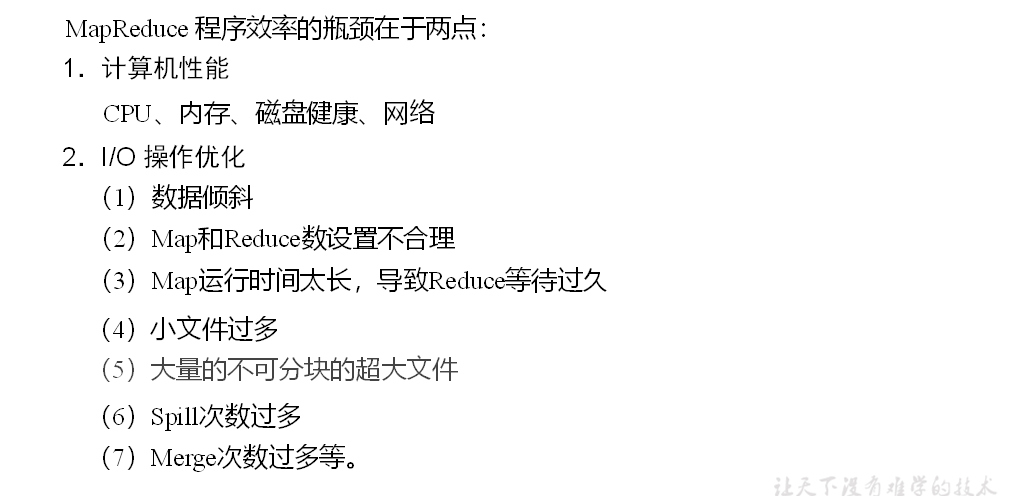 MapReduce 程序效率的瓶颈在于两点：
1．计算机性能
CPU、内存、磁盘健康、网络
2．I/O 操作优化
（1）数据倾斜
（2）Map和Reduce数设置不合理
（3）Map运行时间太长，导致Reduce等待过久
（4）小文件过多
（5）大量的不可分块的超大文件
（6）Spill次数过多
（7）Merge次数过多等。
让天下没有难学的技术